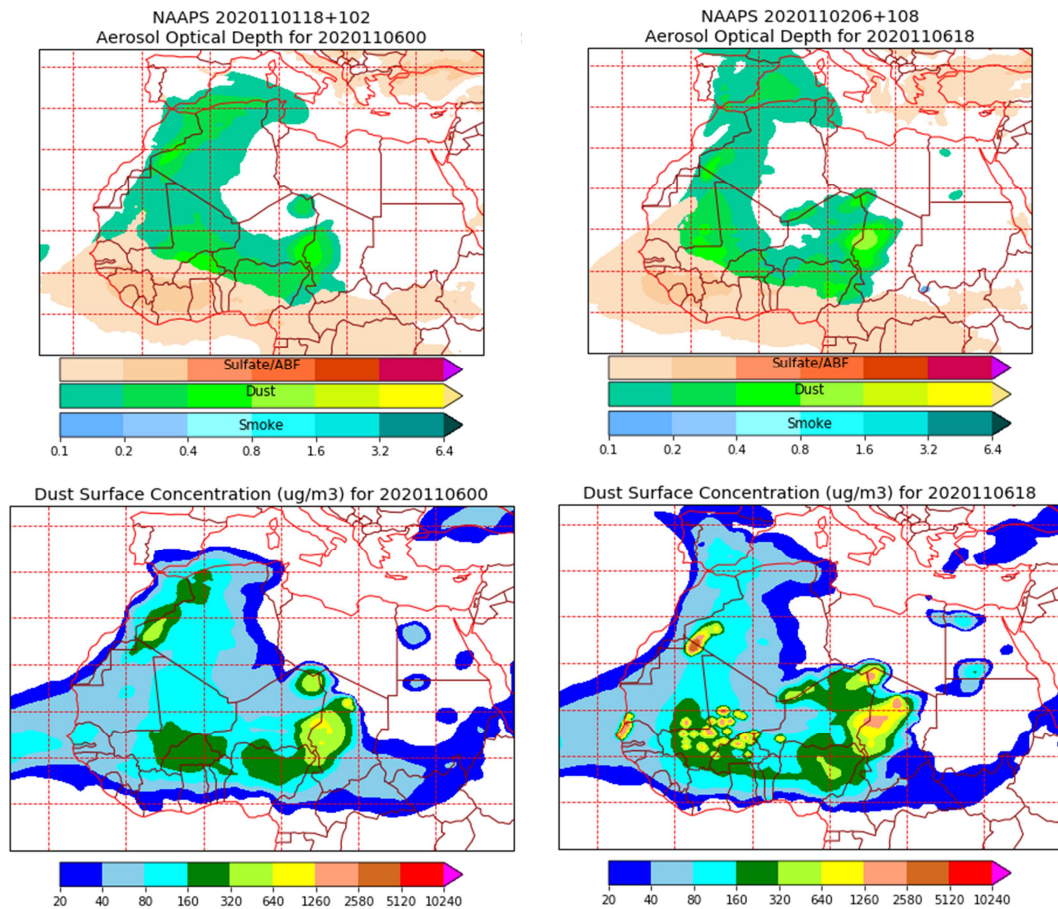 NAAPS 2020110118+102
Aerosol Optical Depth for 2020110600
Sulfate/ABF
Dust
Smoke
0.1 0.2 0.4 0.8 1.6 3.2 6.4
NAAPS 2020110206+108
Aerosol Optical Depth for 2020110618
Sulfate/ABF
Dust
Smoke
0.1 0.2 0.4 0.8 1.6 3.2 6.4
Dust Surface Concentration (ug/m3) for 2020110600
20 40 80 160 320 640 1260 2580 5120 10240
Dust Surface Concentration (ug/m3) for 2020110618
20 40 80 160 320 640 1260 2580 5120 10240